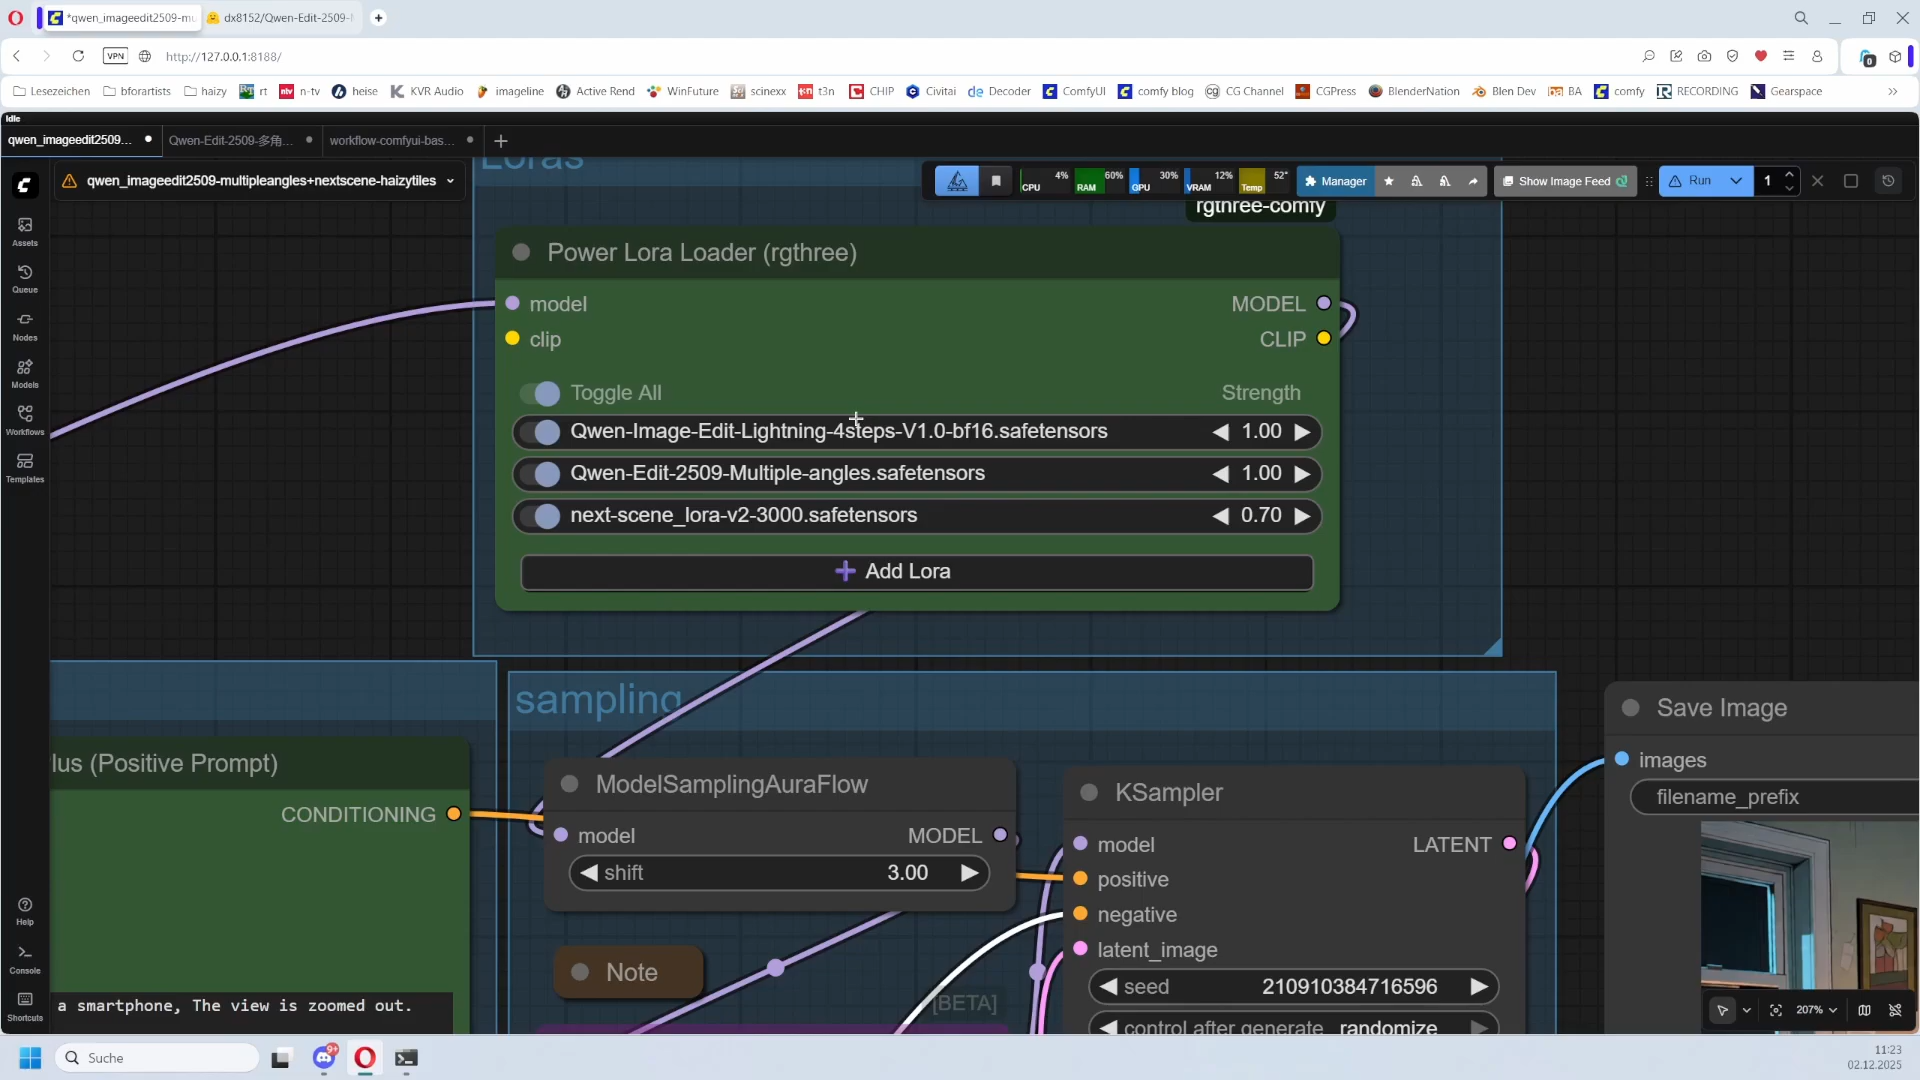 *qwen_imageedit2509-mu
dx8152/Qwen-Edit-2509-
VPN
http://127.0.0.1:8188/
0
Lesezeichen
bforartists
haizy
rt
n-tv
heise
KVR Audio
imageline
Active Rend
WinFuture
scinexx
t3n
CHIP
Civitai
Decoder
ComfyUI
comfy blog
CG Channel
CGPress
BlenderNation
Blen Dev
BA
comfy
RECORDING
Gearspace
Idle
qwen_imageedit2509...
Qwen-Edit-2509-多角...
workflow-comfyui-bas...
qwen_imageedit2509-multipleangles+nextscene-haizytiles
Loras
CPU 4%
RAM 60%
GPU 30%
VRAM 12%
Temp 52°
Manager
Show Image Feed
Run
1
rgthree-comfy
Assets
Queue
Nodes
Models
Workflows
Templates
Help
Console
Shortcuts
Power Lora Loader (rgthree)
model MODEL
clip CLIP
Toggle All Strength
Qwen-Image-Edit-Lightning-4steps-V1.0-bf16.safetensors 1.00
Qwen-Edit-2509-Multiple-angles.safetensors 1.00
next-scene_lora-v2-3000.safetensors 0.70
Add Lora
sampling
lus (Positive Prompt)
CONDITIONING
a smartphone, The view is zoomed out.
ModelSamplingAuraFlow
model MODEL
shift 3.00
Note
[BETA]
KSampler
model LATENT
positive
negative
latent_image
seed 210910384716596
control after generate randomize
Save Image
images
filename_prefix
207%
Suche
9+
11:23
02.12.2025